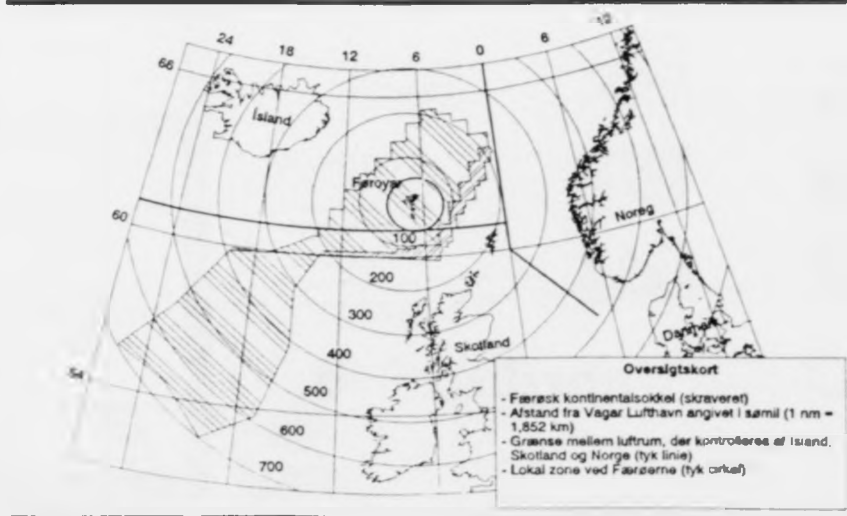 24 18 12 6 0 6
66
Ísland
Føroyar
60
Noreg
100
200
300
Danmark
Skotland
400
54
500
600
700
Oversigtskort
- Færøsk kontinentalsokkel (skraveret)
- Afstand fra Vagar Lufthavn angivet i sømil (1 nm =
1,852 km)
- Grænse mellem luftrum, der kontrolleres af Island,
Skotland og Norge (tyk linie)
- Lokal zone ved Færøerne (tyk cirkel)